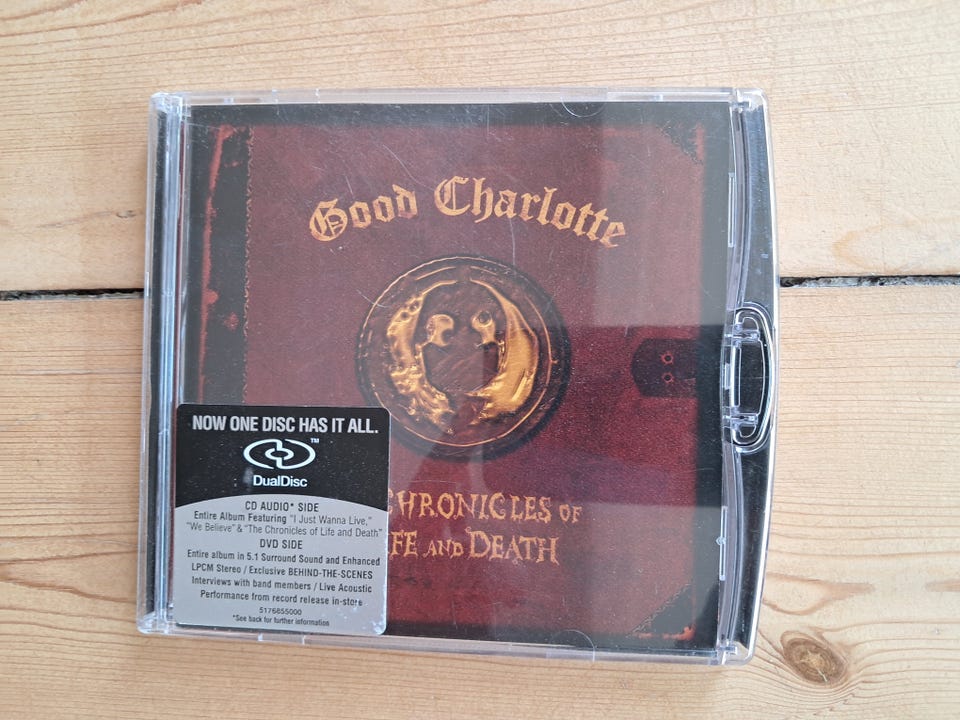 Good Charlotte
CHRONICLES OF
FE AND DEATH
NOW ONE DISC HAS IT ALL.
TM
DualDisc
CD AUDIO* SIDE
Entire Album Featuring "I Just Wanna Live,"
"We Believe" & "The Chronicles of Life and Death"
DVD SIDE
Entire album in 5.1 Surround Sound and Enhanced
LPCM Stereo / Exclusive BEHIND-THE-SCENES
Interviews with band members / Live Acoustic
Performance from record release in-store
5176855000
*See back for further information